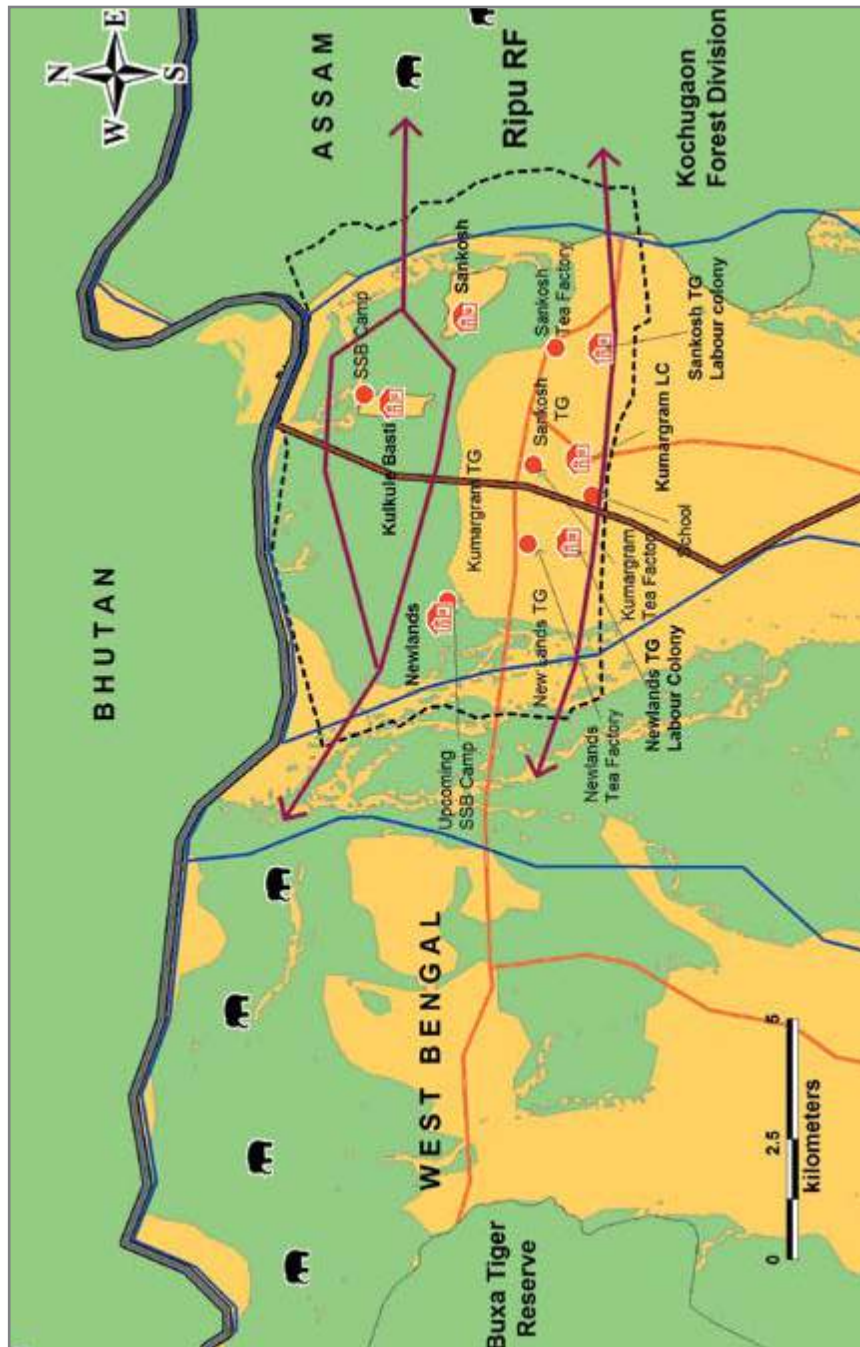 N
W
E
S
BHUTAN
ASSAM
Ripu RF
Kochugaon
Forest Division
SSB Camp
Kulkule Basti
Sankosh
Newlands
Upcoming
SSB Camp
Kumargram TG
Sankosh
TG
Sankosh
Tea Factory
New lands TG
Newlands
Tea Factory
Newlands TG
Labour Colony
Kumargram
Tea Factor
School
Kumargram LC
Sankosh TG
Labour colony
WEST BENGAL
Buxa Tiger
Reserve
0
2.5
5
kilometers